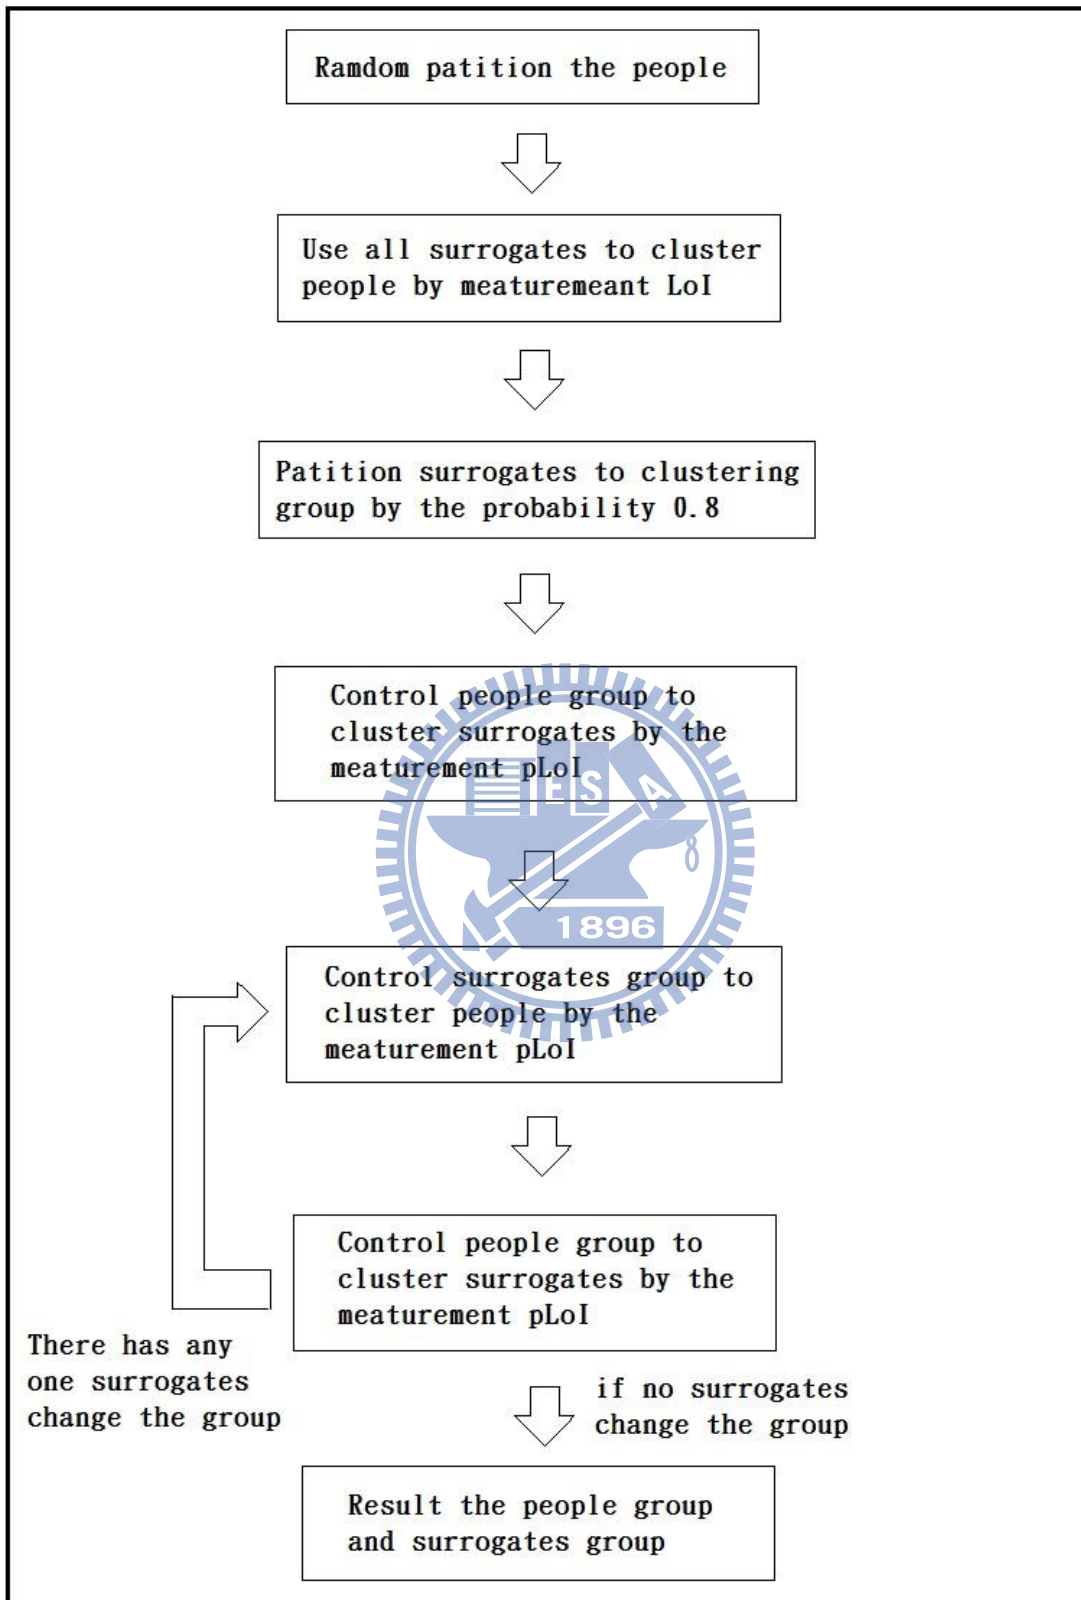 Ramdom patition the people
Use all surrogates to cluster
people by meaturemeant LoI
Patition surrogates to clustering
group by the probability 0.8
Control people group to
cluster surrogates by the
meaturement pLoI
ES
A
1896
Control surrogates group to
cluster people by the
meaturement pLoI
Control people group to
cluster surrogates by the
meaturement pLoI
There has any
one surrogates
change the group
if no surrogates
change the group
Result the people group
and surrogates group